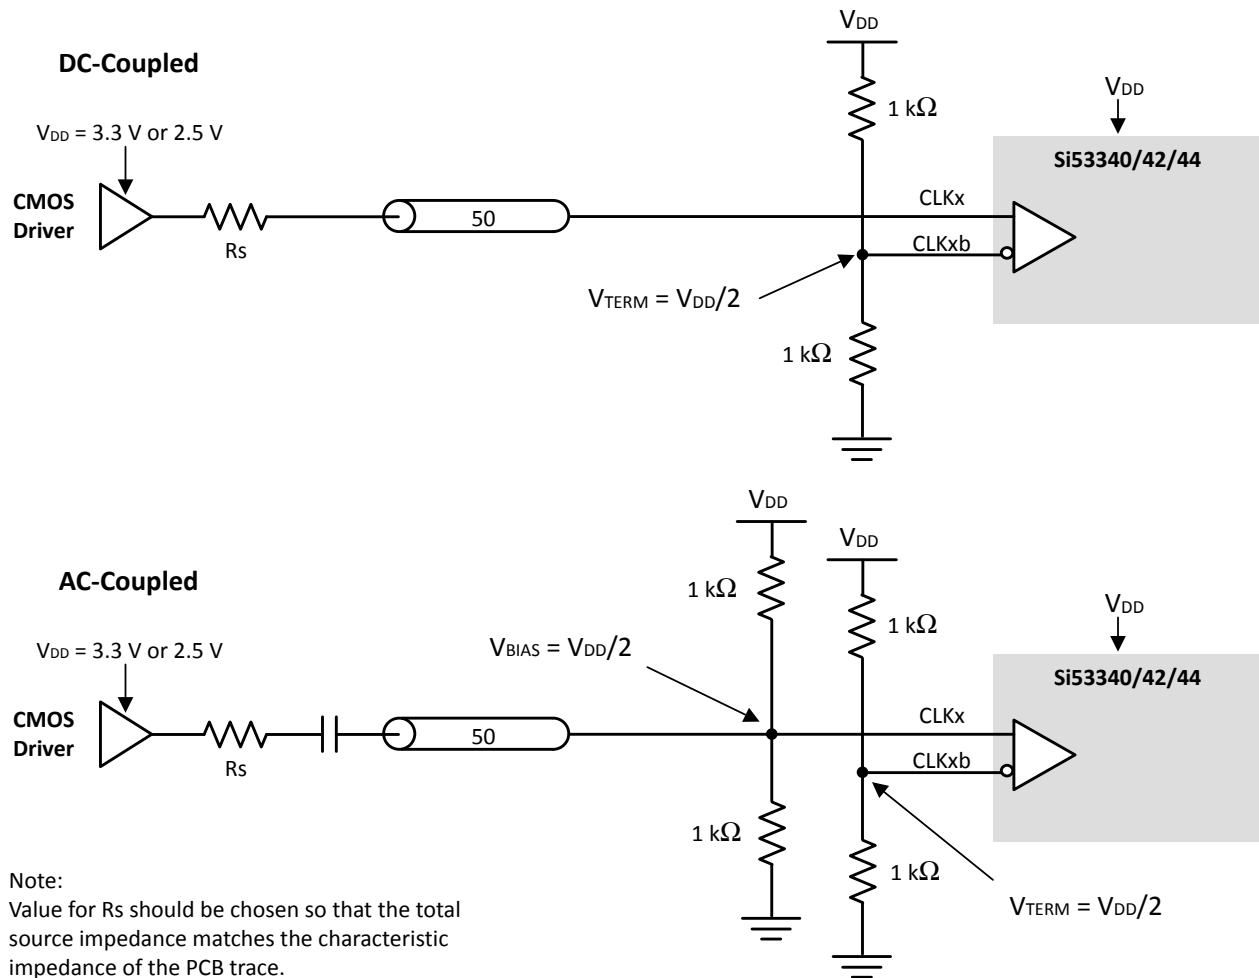 DC-Coupled
VDD = 3.3 V or 2.5 V
CMOS
Driver
Rs
50
VDD
1 kΩ
VTERM = VDD/2
1 kΩ
CLKx
CLKxb
VDD
Si53340/42/44
AC-Coupled
VDD = 3.3 V or 2.5 V
CMOS
Driver
Rs
50
VBIAS = VDD/2
VDD
1 kΩ
1 kΩ
VDD
1 kΩ
1 kΩ
CLKx
CLKxb
VTERM = VDD/2
VDD
Si53340/42/44
Note:
Value for Rs should be chosen so that the total
source impedance matches the characteristic
impedance of the PCB trace.